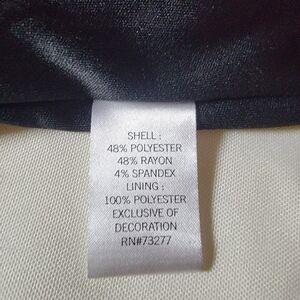 SHELL :
48% POLYESTER
48% RAYON
4% SPANDEX
LINING :
100% POLYESTER
EXCLUSIVE OF
DECORATION
RN#73277